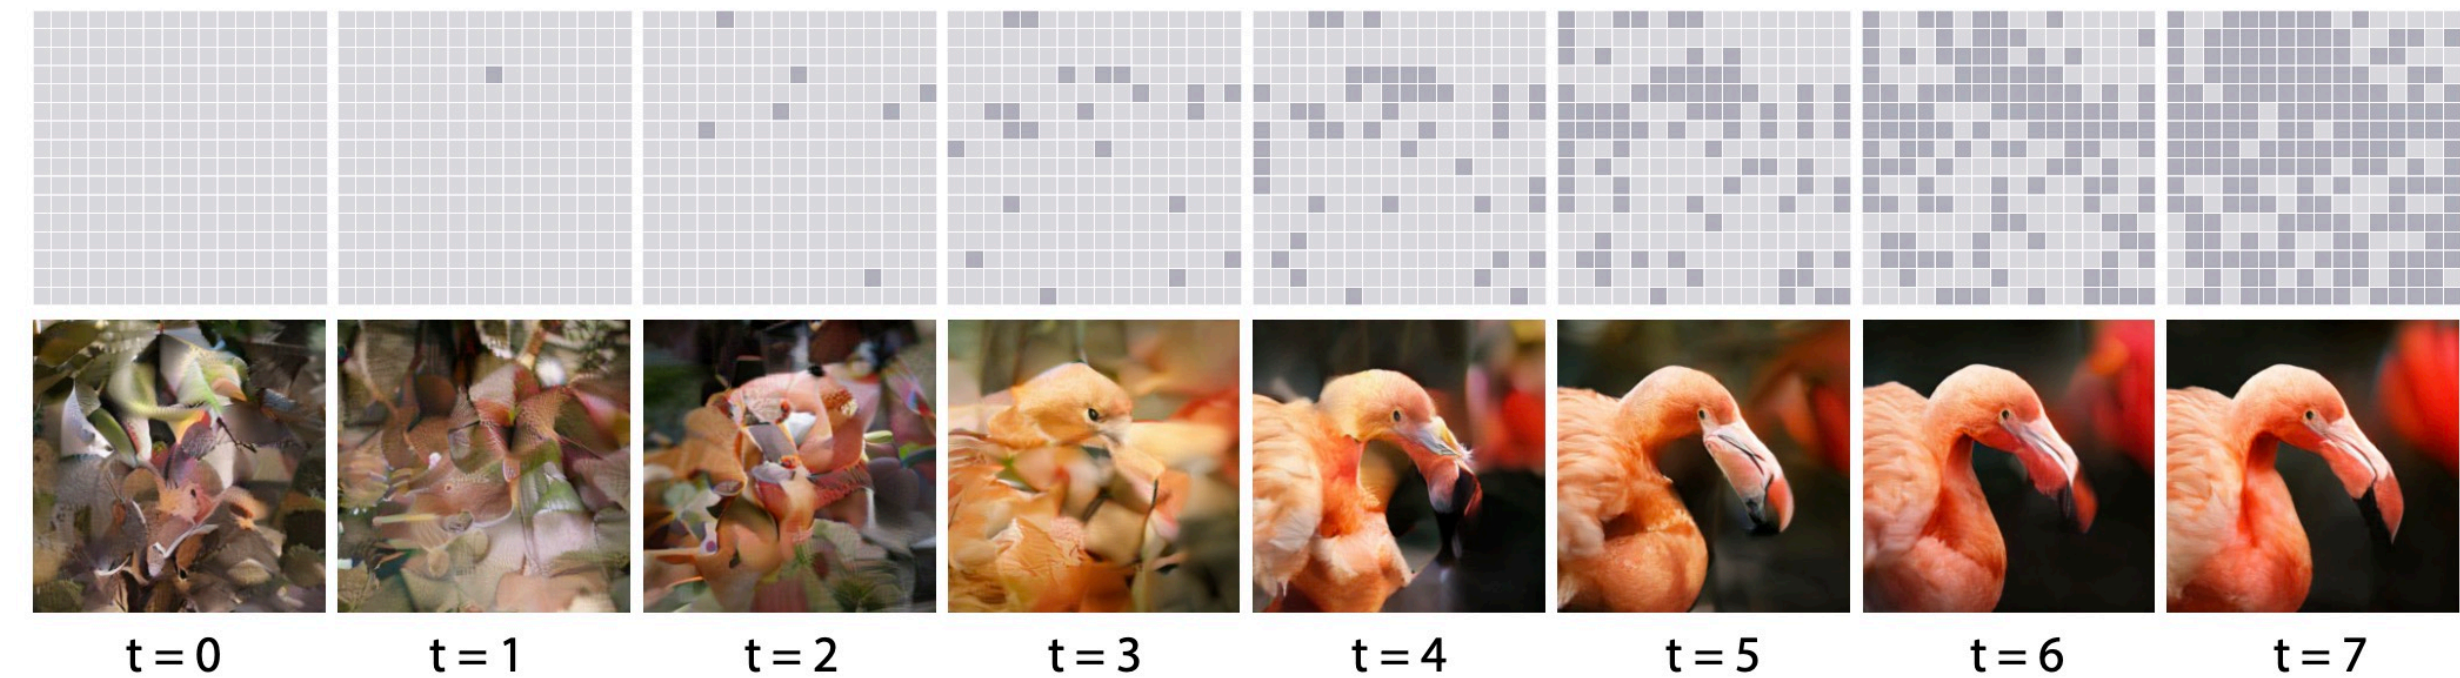 t = 0 t = 1 t = 2 t = 3 t = 4 t = 5 t = 6 t = 7